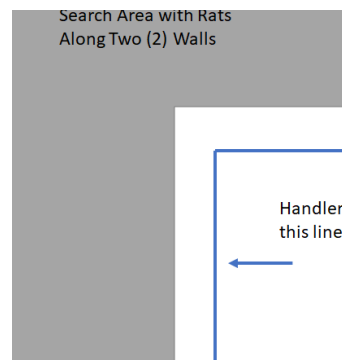 Search Area with Rats
Along Two (2) Walls
Handler
this line